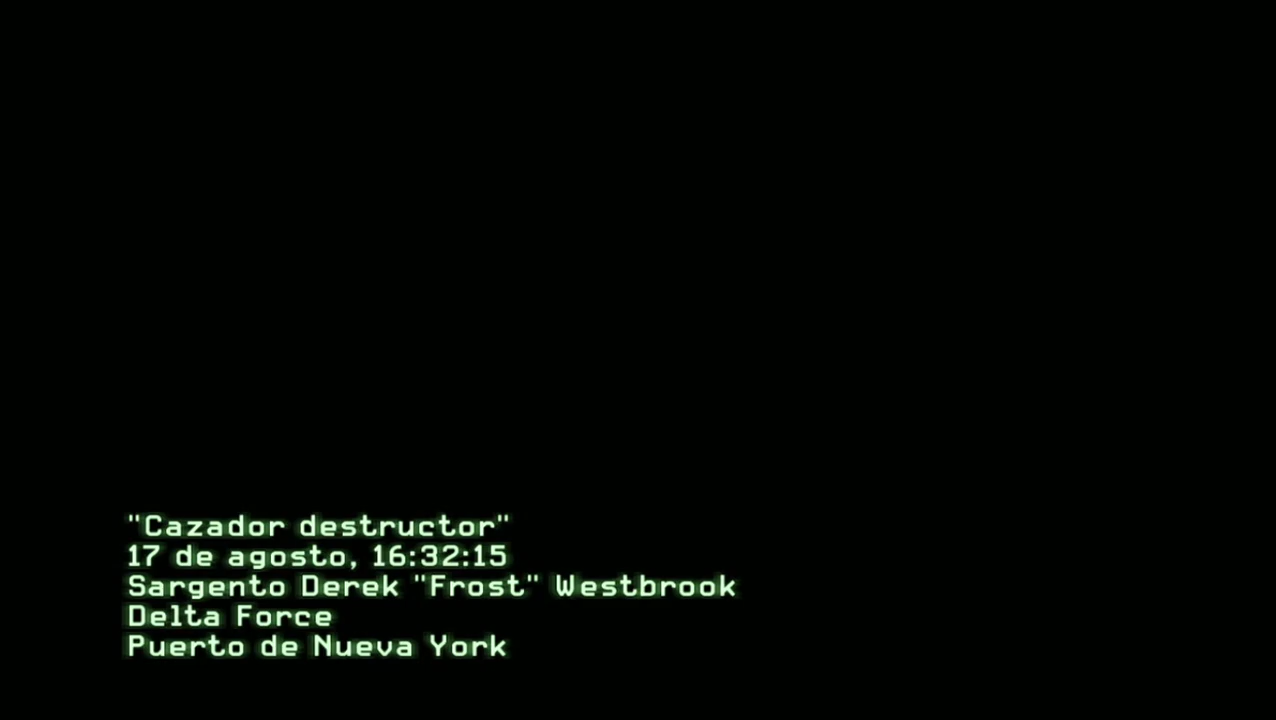 "Cazador destructor"
17 de agosto, 16:32:15
Sargento Derek "Frost" Westbrook
Delta Force
Puerto de Nueva York